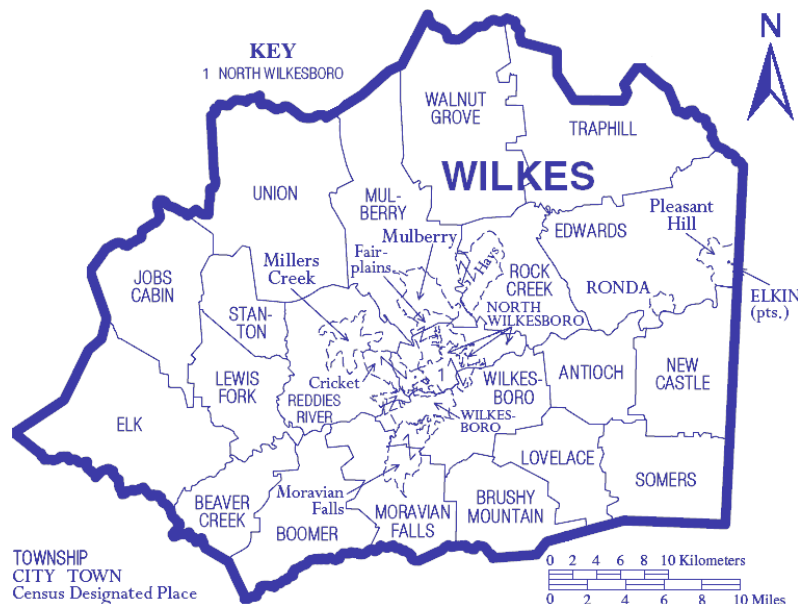 KEY
1 NORTH WILKESBORO
N
WALNUT
GROVE
TRAPHILL
WILKES
UNION
MUL-
BERRY
Mulberry
Fair-
plains
Millers
Creek
Hays
EDWARDS
Pleasant
Hill
JOBS
CABIN
ROCK
CREEK
RONDA
ELKIN
(pts.)
STAN-
TON
NORTH
WILKESBORO
LEWIS
FORK
Cricket
REDDIES
RIVER
1
WILKES-
BORO
ANTIOCH
NEW
CASTLE
ELK
WILKES-
BORO
LOVELACE
SOMERS
BEAVER
CREEK
Moravian
Falls
BOOMER
MORAVIAN
FALLS
BRUSHY
MOUNTAIN
TOWNSHIP
CITY TOWN
Census Designated Place
0 2 4 6 8 10 Kilometers
0 2 4 6 8 10 Miles